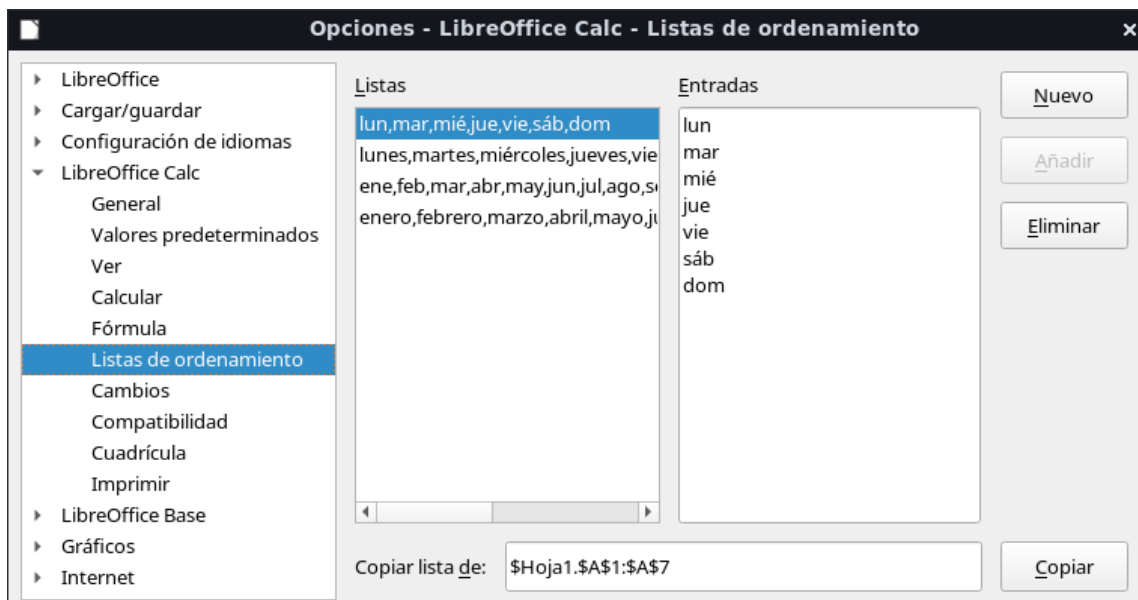 Opciones - LibreOffice Calc - Listas de ordenamiento
LibreOffice
Cargar/guardar
Configuración de idiomas
LibreOffice Calc
General
Valores predeterminados
Ver
Calcular
Fórmula
Listas de ordenamiento
Cambios
Compatibilidad
Cuadrícula
Imprimir
LibreOffice Base
Gráficos
Internet
Listas
lun,mar,mié,jue,vie,sáb,dom
lunes,martes,miércoles,jueves,vie
ene,feb,mar,abr,may,jun,jul,ago,s
enero,febrero,marzo,abril,mayo,ju
Entradas
lun
mar
mié
jue
vie
sáb
dom
Nuevo
Añadir
Eliminar
Copiar lista de:
$Hoja1.$A$1:$A$7
Copiar